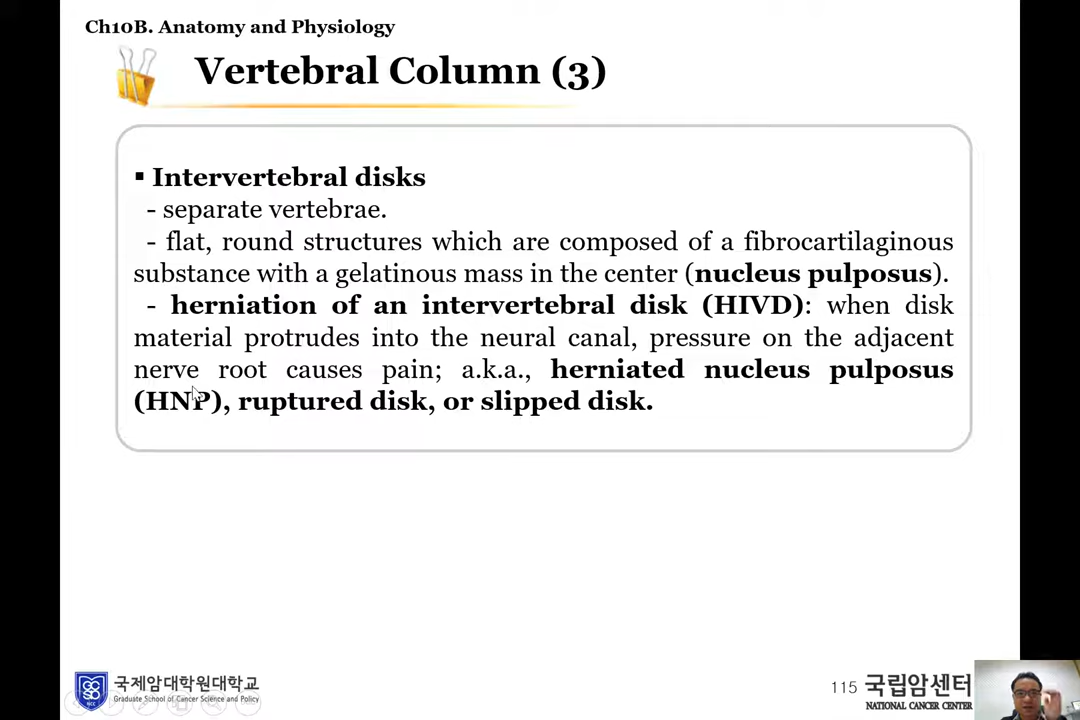 Ch10B. Anatomy and Physiology
Vertebral Column (3)
▪ Intervertebral disks
- separate vertebrae.
- flat, round structures which are composed of a fibrocartilaginous
substance with a gelatinous mass in the center (nucleus pulposus).
- herniation of an intervertebral disk (HIVD): when disk
material protrudes into the neural canal, pressure on the adjacent
nerve root causes pain; a.k.a., herniated nucleus pulposus
(HNP), ruptured disk, or slipped disk.
국제암대학원대학교
Graduate School of Cancer Science and Policy
115 국립암센터
NATIONAL CANCER CENTER